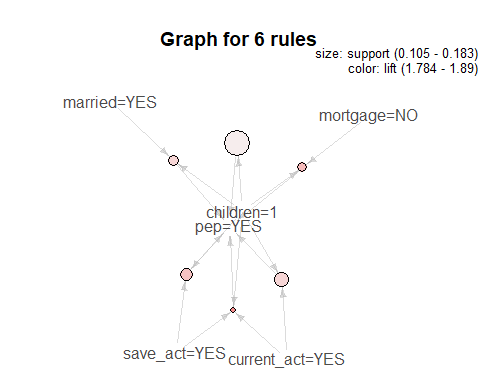 Graph for 6 rules
size: support (0.105 - 0.183)
color: lift (1.784 - 1.89)
married=YES
mortgage=NO
children=1
pep=YES
save_act=YES
current_act=YES